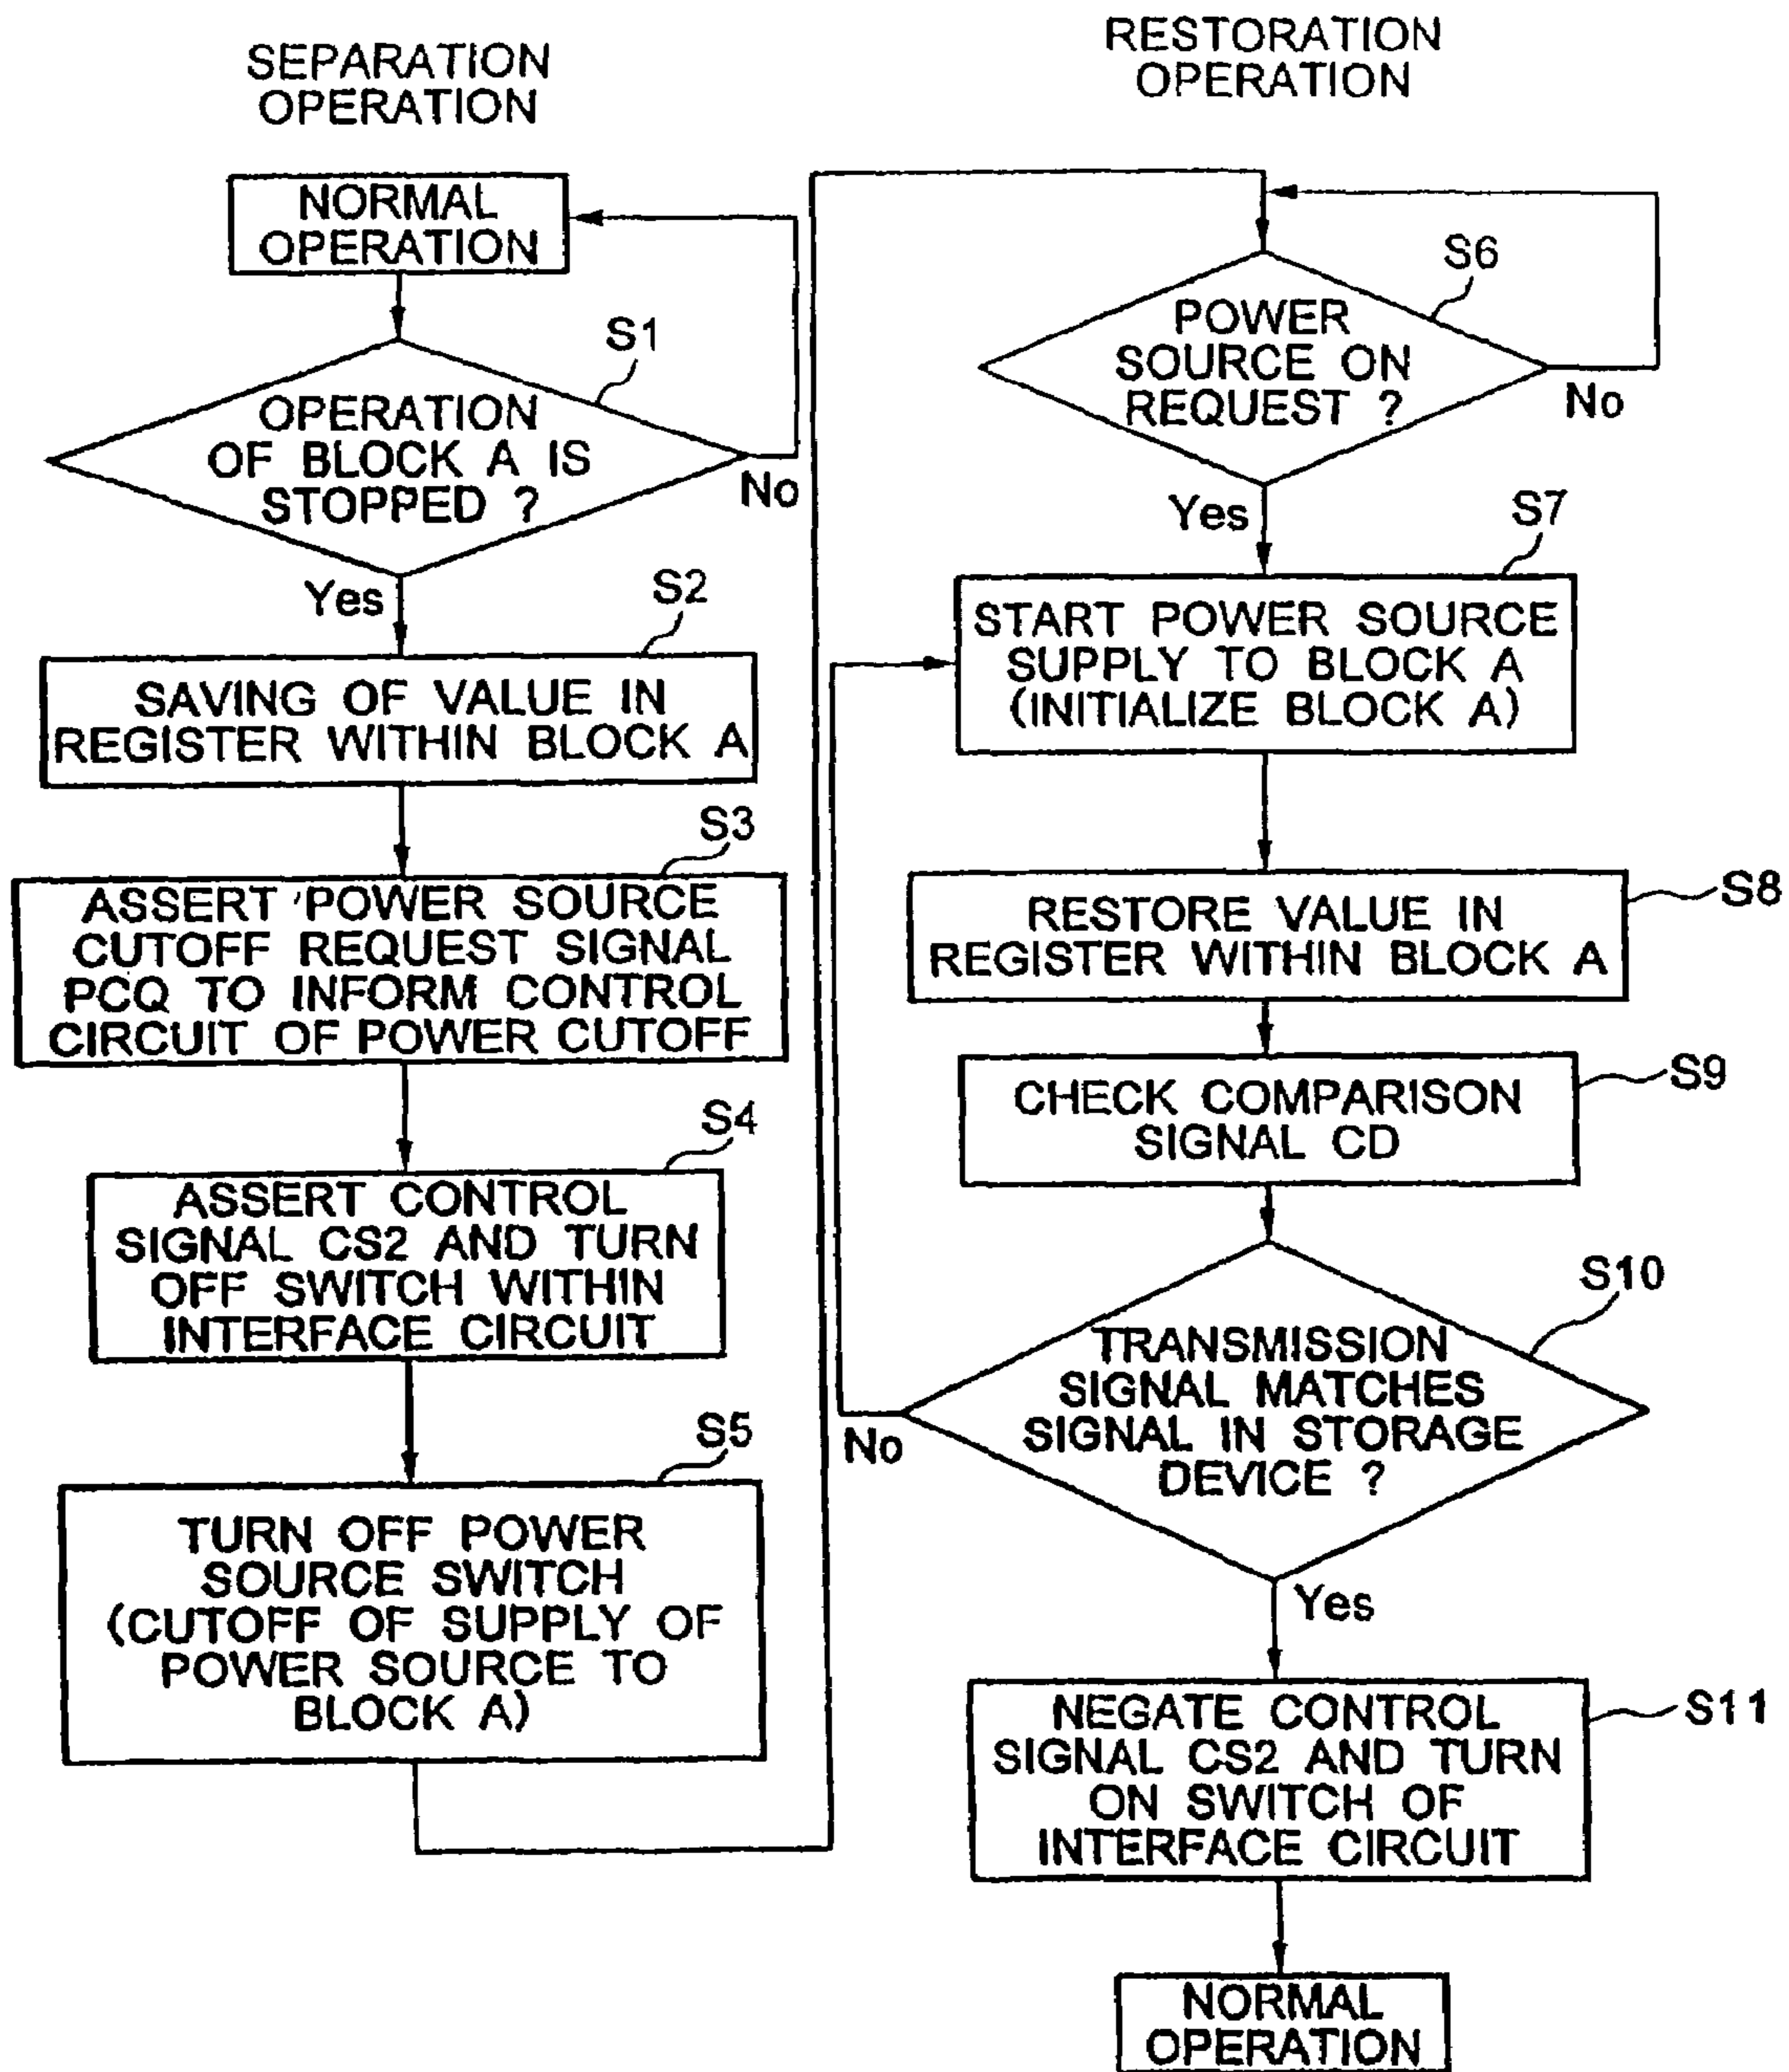 SEPARATION
OPERATION
NORMAL
OPERATION
S1
OPERATION
OF BLOCK A IS
STOPPED ?
No
Yes
S2
SAVING OF VALUE IN
REGISTER WITHIN BLOCK A
S3
ASSERT POWER SOURCE
CUTOFF REQUEST SIGNAL
PCQ TO INFORM CONTROL
CIRCUIT OF POWER CUTOFF
S4
ASSERT CONTROL
SIGNAL CS2 AND TURN
OFF SWITCH WITHIN
INTERFACE CIRCUIT
S5
TURN OFF POWER
SOURCE SWITCH
(CUTOFF OF SUPPLY OF
POWER SOURCE TO
BLOCK A)
RESTORATION
OPERATION
S6
POWER
SOURCE ON
REQUEST ?
No
Yes
S7
START POWER SOURCE
SUPPLY TO BLOCK A
(INITIALIZE BLOCK A)
S8
RESTORE VALUE IN
REGISTER WITHIN BLOCK A
S9
CHECK COMPARISON
SIGNAL CD
S10
TRANSMISSION
SIGNAL MATCHES
SIGNAL IN STORAGE
DEVICE ?
No
Yes
S11
NEGATE CONTROL
SIGNAL CS2 AND TURN
ON SWITCH OF
INTERFACE CIRCUIT
NORMAL
OPERATION